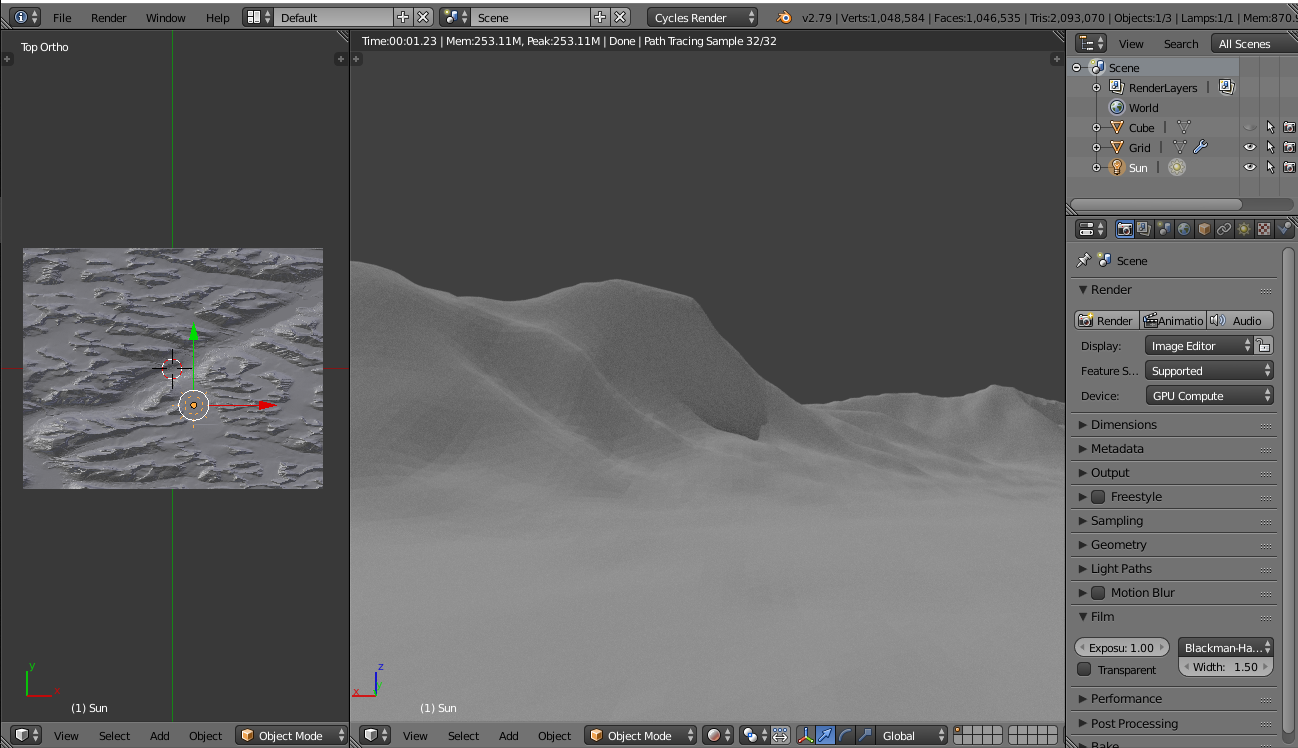 File Render Window Help Default Scene Cycles Render v2.79 | Verts:1,048,584 | Faces:1,046,535 | Tris:2,093,070 | Objects:1/3 | Lamps:1/1 | Mem:870.
Top Ortho
Time:00:01.23 | Mem:253.11M, Peak:253.11M | Done | Path Tracing Sample 32/32
View Search All Scenes
Scene
RenderLayers |
World
Cube |
Grid |
Sun |
Scene
Render
Render Animatio Audio
Display: Image Editor
Feature S... Supported
Device: GPU Compute
Dimensions
Metadata
Output
Freestyle
Sampling
Geometry
Light Paths
Motion Blur
Film
Exposu: 1.00 Blackman-Ha...
Transparent Width: 1.50
Performance
Post Processing
Bake
y
x
(1) Sun
z
x
(1) Sun
View Select Add Object Object Mode
View Select Add Object Object Mode Global